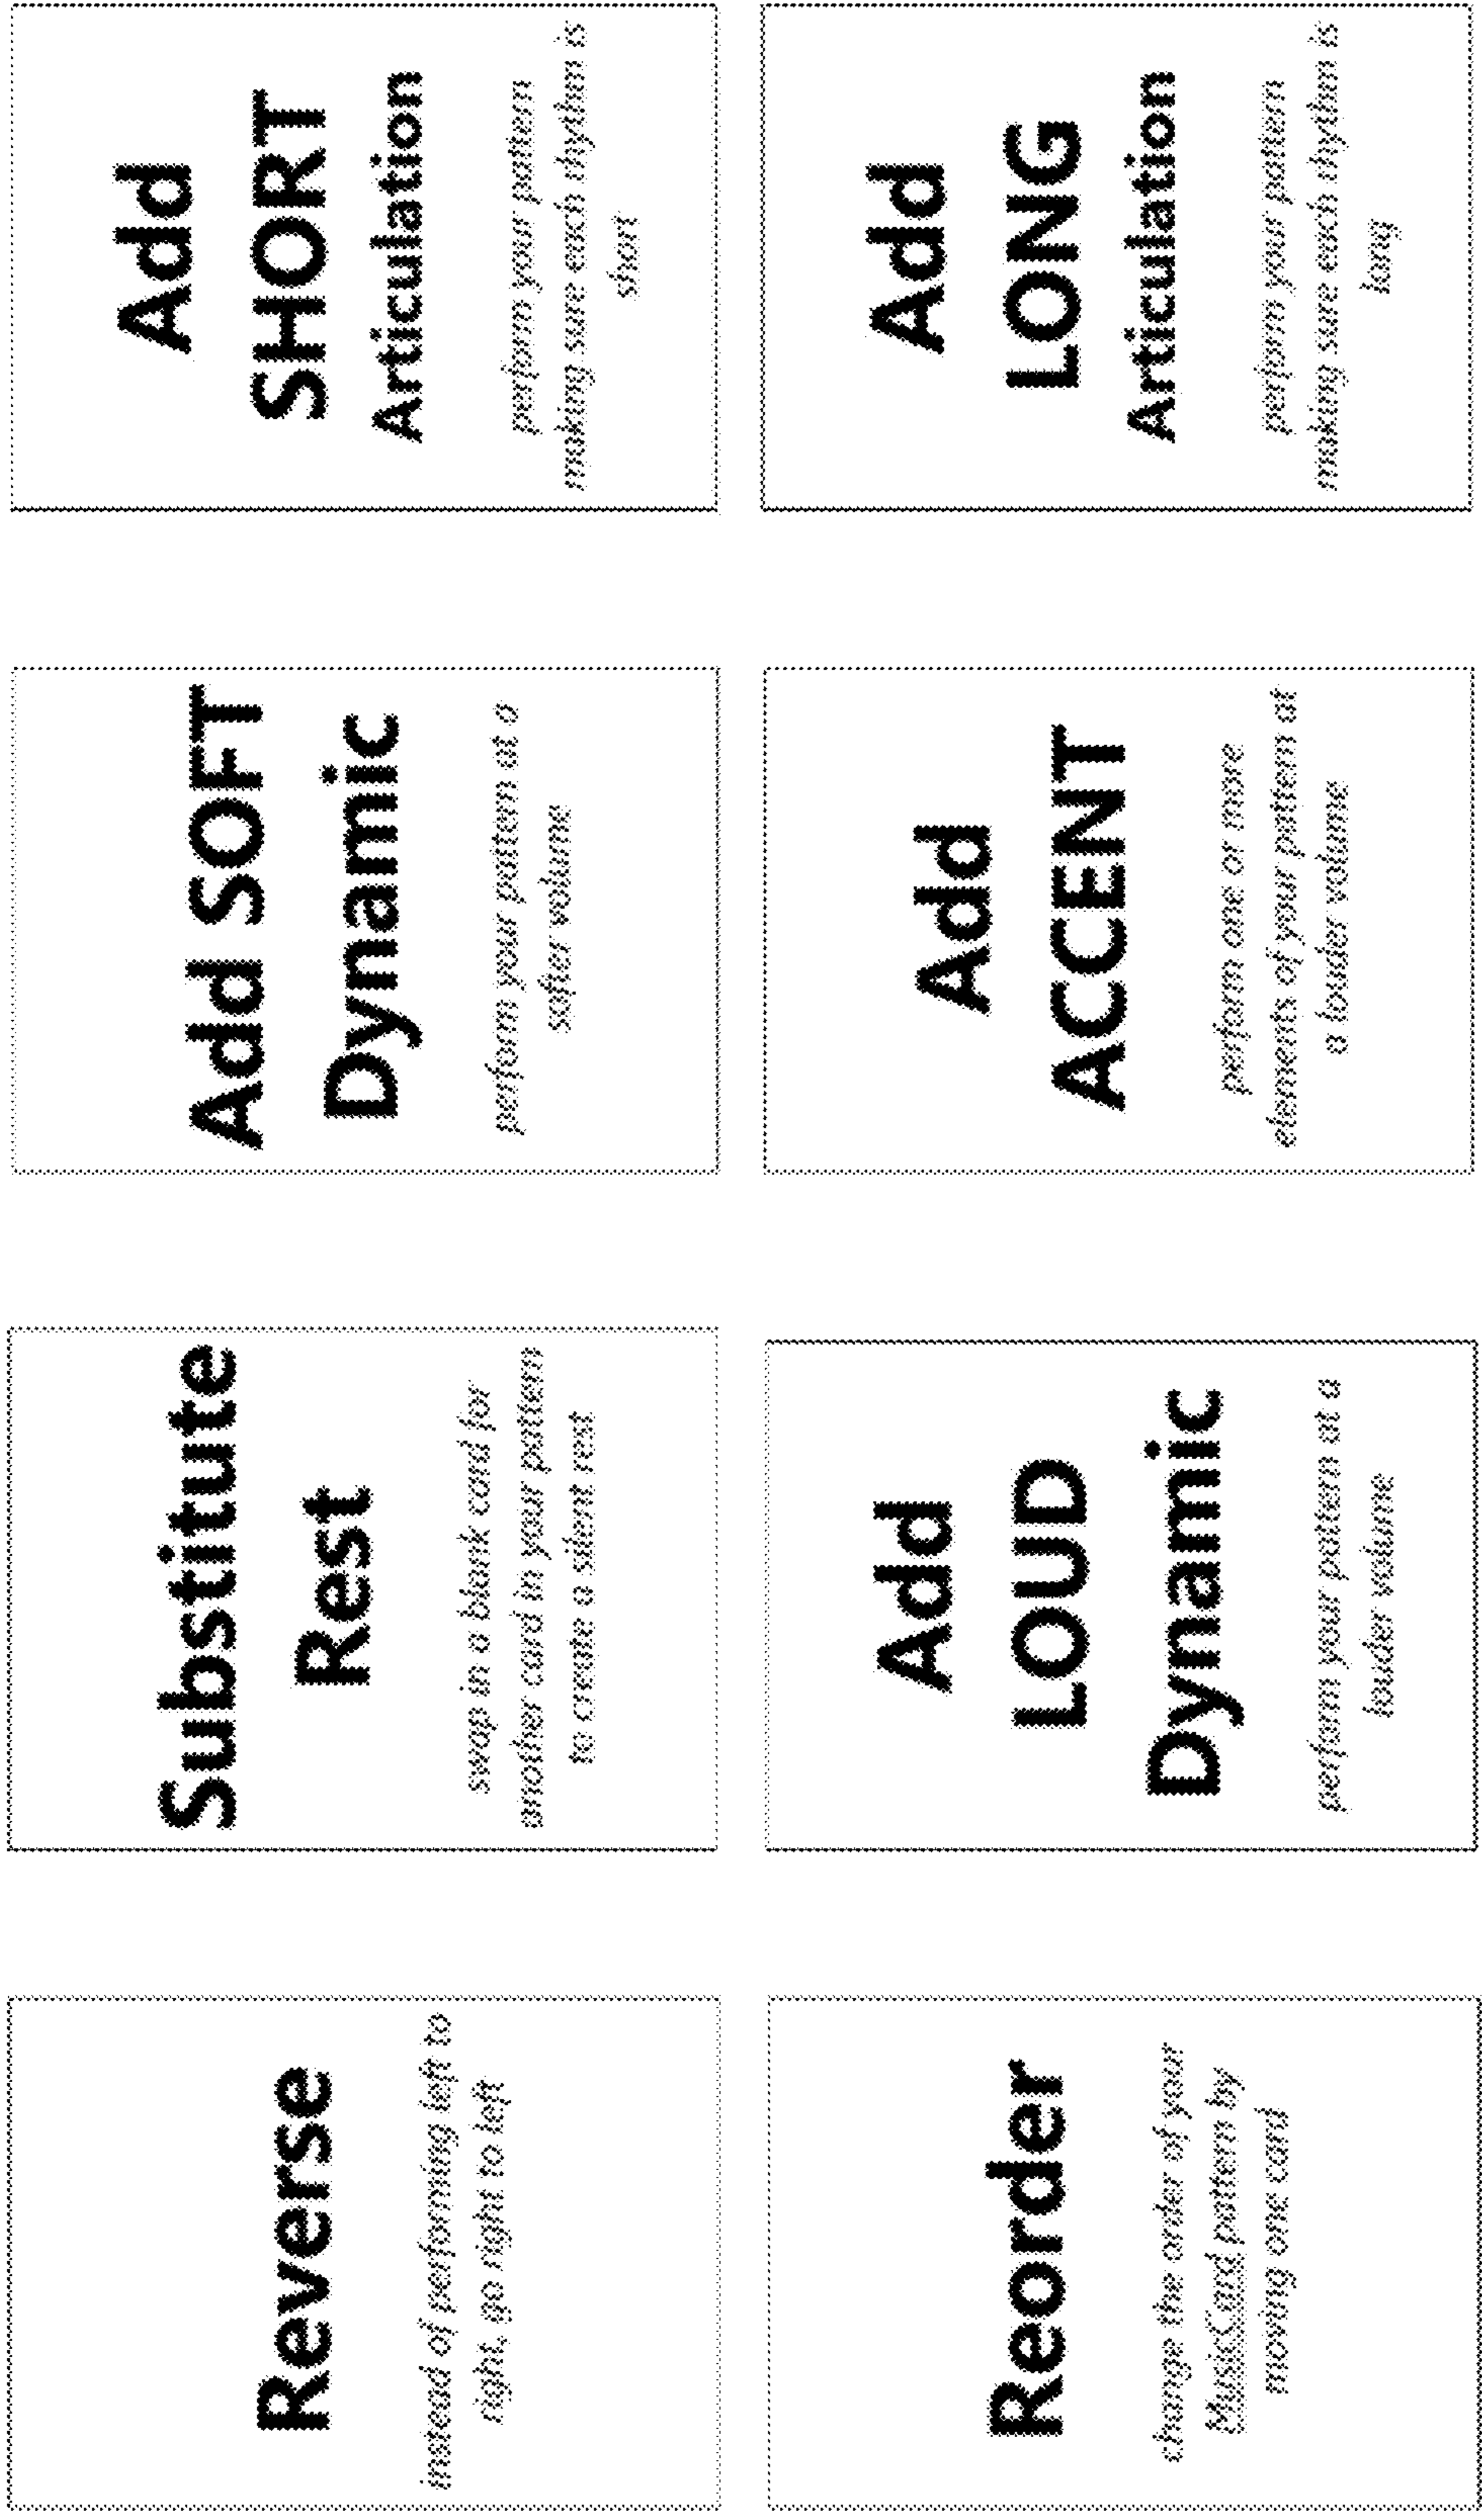 Reverse
instead of performing left to
right, go right to left
Substitute
Rest
swap in a blank card for
another card in your pattern
to create a silent rest
Add SOFT
Dynamic
perform your pattern at a
softer volume
Add
SHORT
Articulation
perform your pattern
making sure each rhythm is
short
Reorder
change the order of your
MusicCard pattern by
moving one card
Add
LOUD
Dynamic
perform your pattern at a
louder volume
Add
ACCENT
perform one or more
elements of your pattern at
a louder volume
Add
LONG
Articulation
perform your pattern
making sure each rhythm is
long